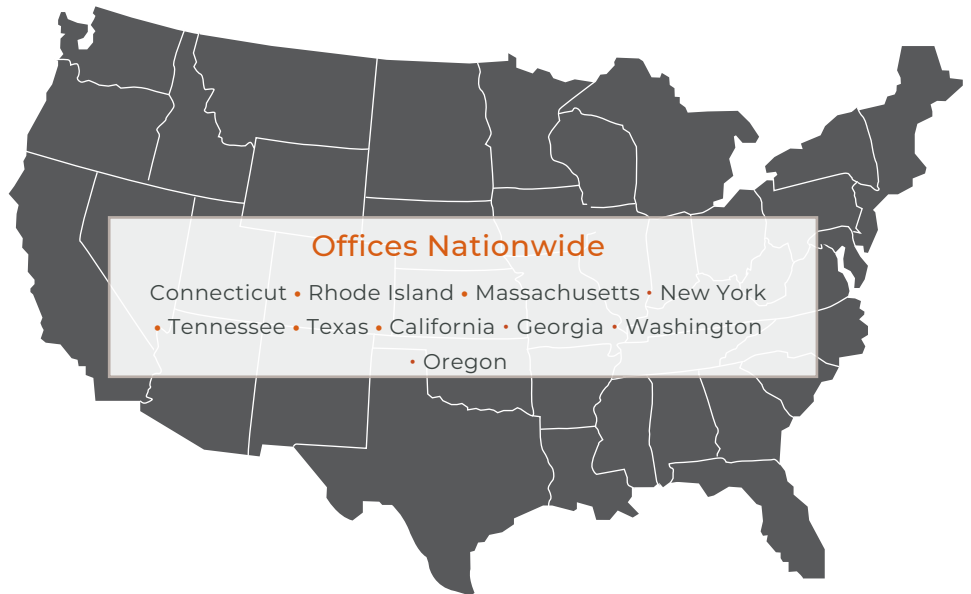 Offices Nationwide
Connecticut • Rhode Island • Massachusetts • New York
• Tennessee • Texas • California • Georgia • Washington
• Oregon